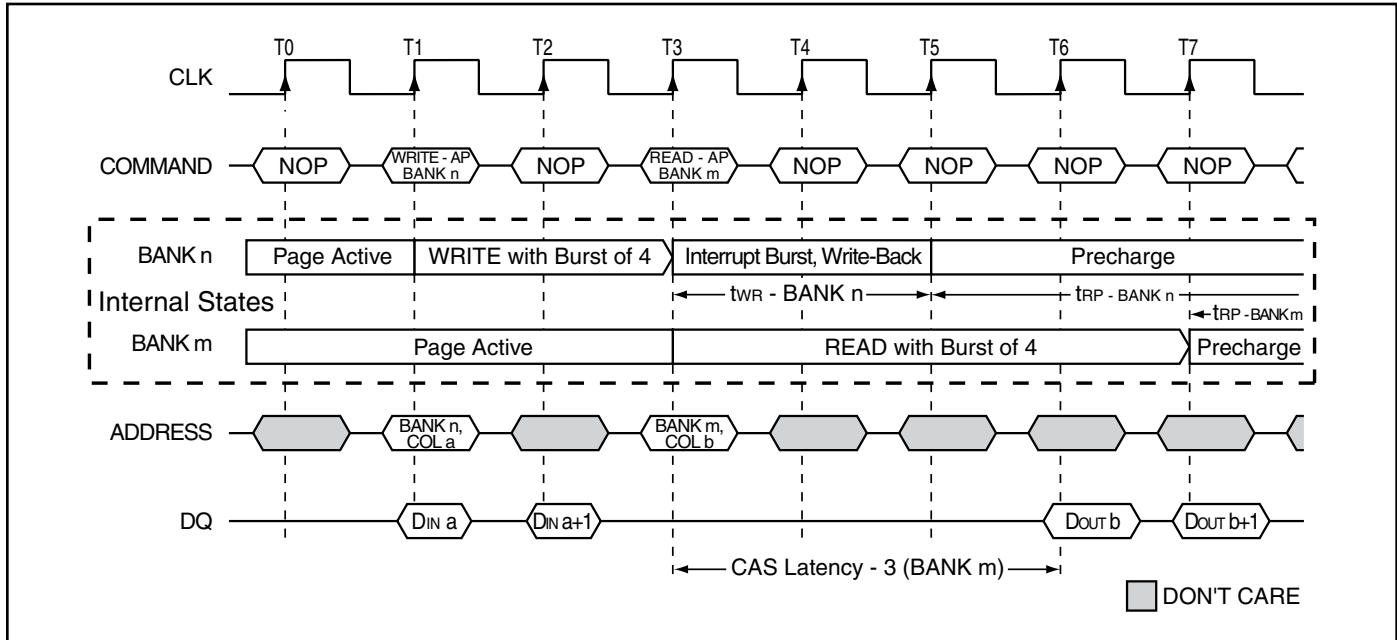 T0 T1 T2 T3 T4 T5 T6 T7
CLK
COMMAND NOP WRITE - AP BANK n NOP READ - AP BANK m NOP NOP NOP NOP
BANK n Page Active WRITE with Burst of 4 Interrupt Burst, Write-Back Precharge
Internal States tWR - BANK n tRP - BANK n
tRP - BANK m
BANK m Page Active READ with Burst of 4 Precharge
ADDRESS BANK n, COL a BANK m, COL b
DQ DIN a DIN a+1 DOUT b DOUT b+1
CAS Latency - 3 (BANK m)
DON'T CARE